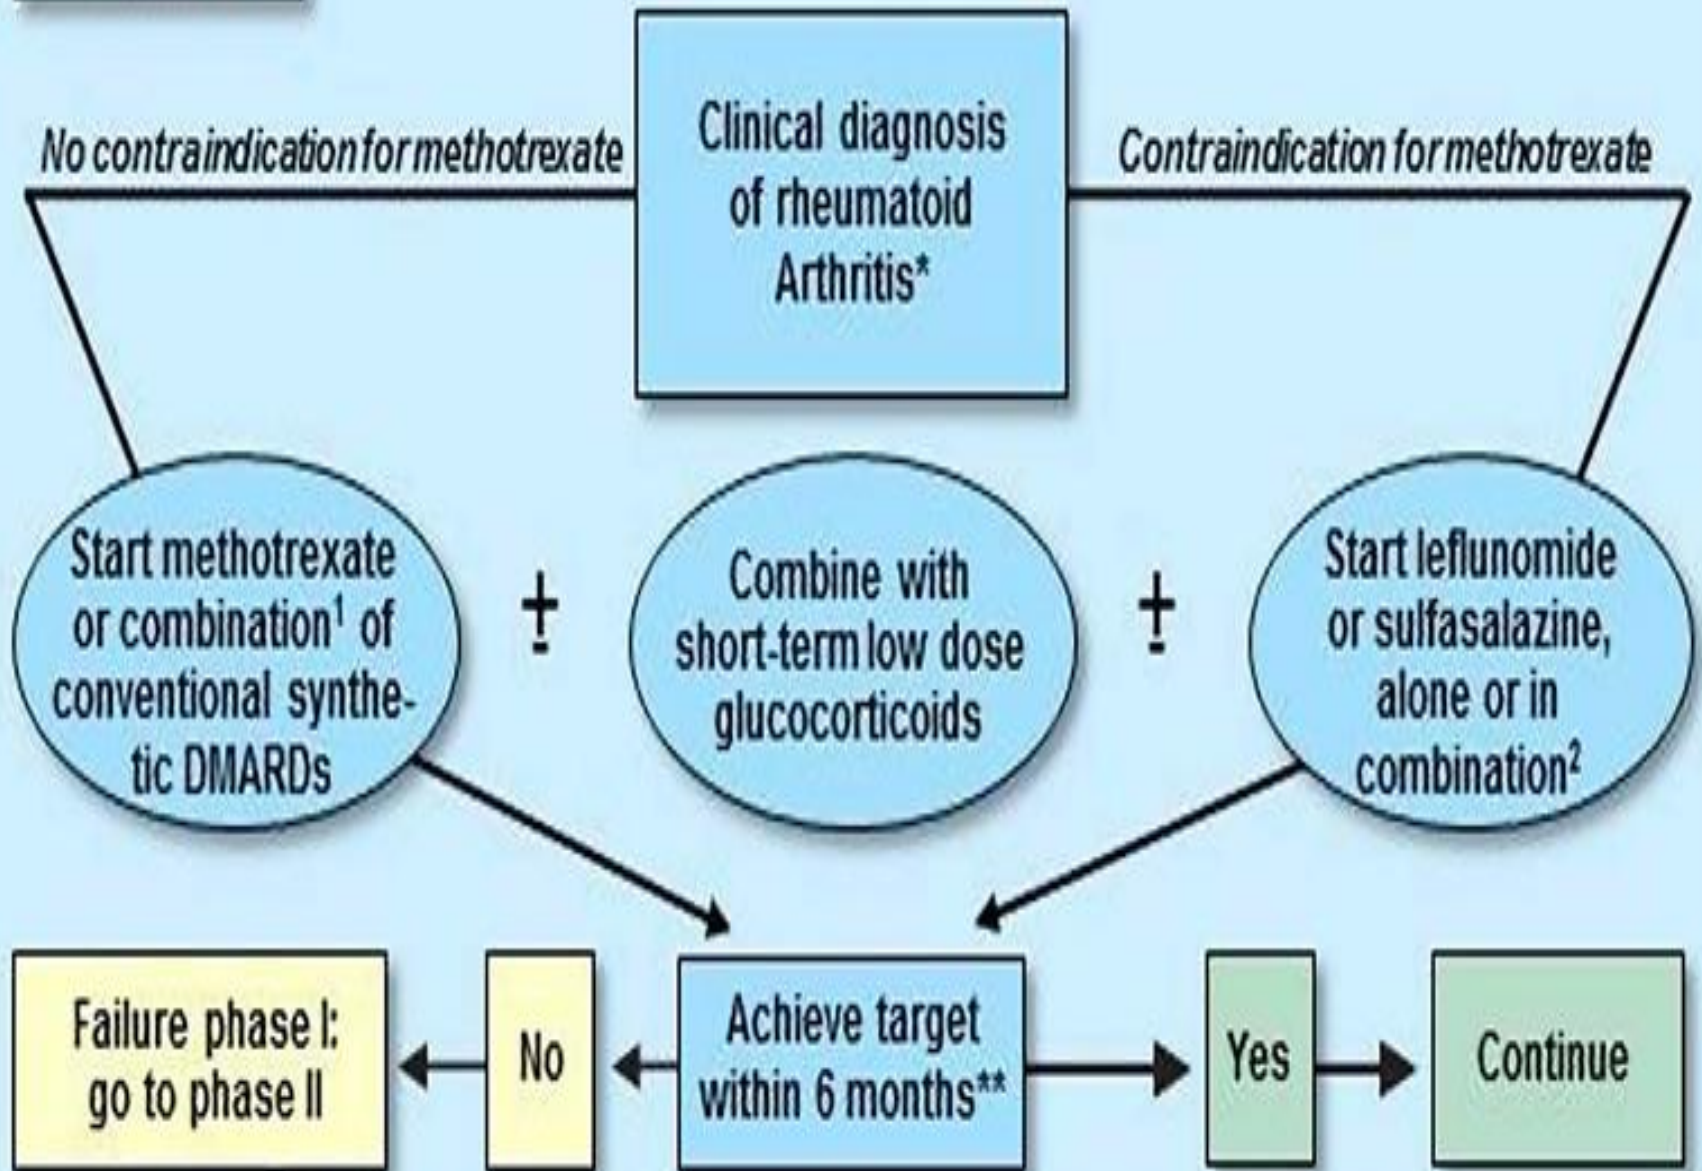 No contraindication for methotrexate
Clinical diagnosis
of rheumatoid
Arthritis*
Contraindication for methotrexate
Start methotrexate
or combination¹ of
conventional synthe-
tic DMARDs
±
Combine with
short-term low dose
glucocorticoids
±
Start leflunomide
or sulfasalazine,
alone or in
combination²
Failure phase I:
go to phase II
No
Achieve target
within 6 months**
Yes
Continue